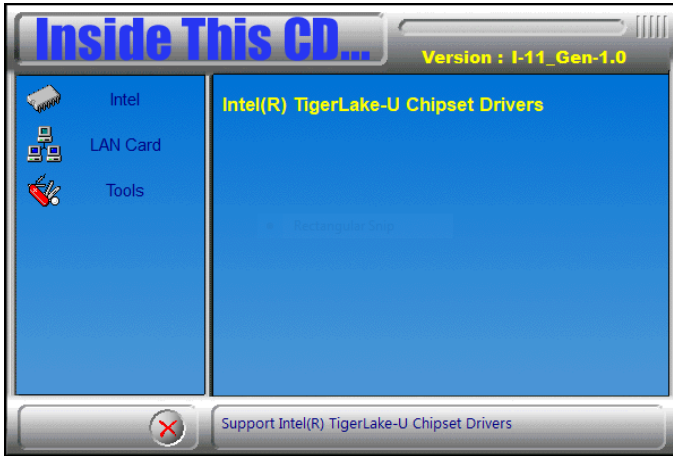 Inside This CD...
Version : I-11_Gen-1.0
Intel
LAN Card
Tools
Intel(R) TigerLake-U Chipset Drivers
Rectangular Snip
Support Intel(R) TigerLake-U Chipset Drivers